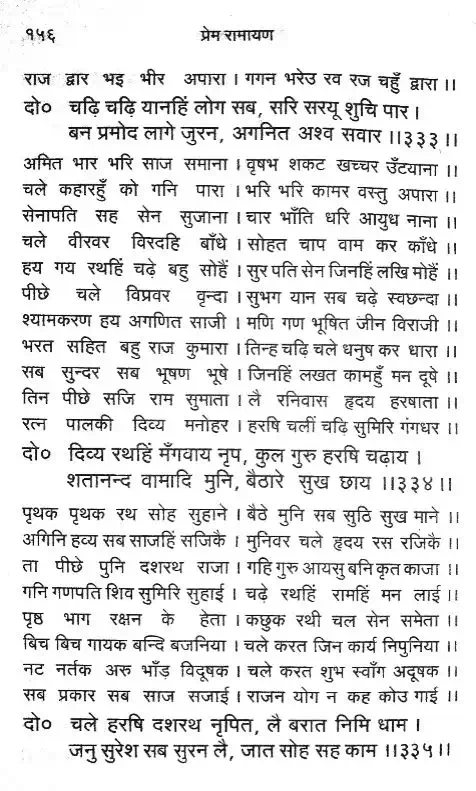 १५६ प्रेम रामायण
राज द्वार भइ भीर अपारा । गगन भरेउ रव रज चहुँ द्वारा ।।
दो० चढ़ि चढ़ि यानहिं लोग सब, सरि सरयू शुचि पार ।
बन प्रमोद लागे जुरन, अगनित अश्व सवार ।।३३३।।
अमित भार भरि साज समाना । वृषभ शकट खच्चर उँटयाना ।।
चले कहारहुँ को गनि पारा । भरि भरि कामर वस्तु अपारा ।।
सेनापति सह सेन सुजाना । चार भाँति धरि आयुध नाना ।।
चले वीरवर विरदहि बाँधे । सोहत चाप वाम कर काँधे ।।
हय गय रथहिं चढ़े बहु सोहैं । सुर पति सेन जिनहिं लखि मोहैं ।।
पीछे चले विप्रवर वृन्दा । सुभग यान सब चढ़े स्वछन्दा ।।
श्यामकरण हय अगणित साजी । मणि गण भूषित जीन विराजी ।।
भरत सहित बहु राज कुमारा । तिन्ह चढ़ि चले धनुष कर धारा ।।
सब सुन्दर सब भूषण भूषे । जिनहिं लखत कामहुँ मन दूषे ।।
तिन पीछे सजि राम सुमाता । लै रनिवास हृदय हरषाता ।।
रत्न पालकी दिव्य मनोहर । हरषि चलीं चढ़ि सुमिरि गंगधर ।।
दो० दिव्य रथहिं मँगवाय नृप, कुल गुरु हरषि चढ़ाय ।
शतानन्द वामादि मुनि, बैठारे सुख छाय ।।३३४।।
पृथक पृथक रथ सोह सुहाने । बैठे मुनि सब सुठि सुख माने ।।
अगिनि हव्य सब साजहिं सजिकै । मुनिवर चले हृदय रस रजिकै ।।
ता पीछे पुनि दशरथ राजा । गहि गुरु आयसु बनि कृत काजा ।।
गनि गणपति शिव सुमिरि सुहाई । चढ़े रथहिं रामहिं मन लाई ।।
पृष्ठ भाग रक्षन के हेता । कछुक रथी चल सेन समेता ।।
बिच बिच गायक बन्दि बजनिया । चले करत जिन कार्य निपुनिया ।।
नट नर्तक अरु भाँड़ विदूषक । चले करत शुभ स्वाँग अदूषक ।।
सब प्रकार सब साज सजाई । राजन योग न कह कोउ गाई ।।
दो० चले हरषि दशरथ नृपित, लै बरात निमि धाम ।
जनु सुरेश सब सुरन लै, जात सोह सह काम ।।३३५।।